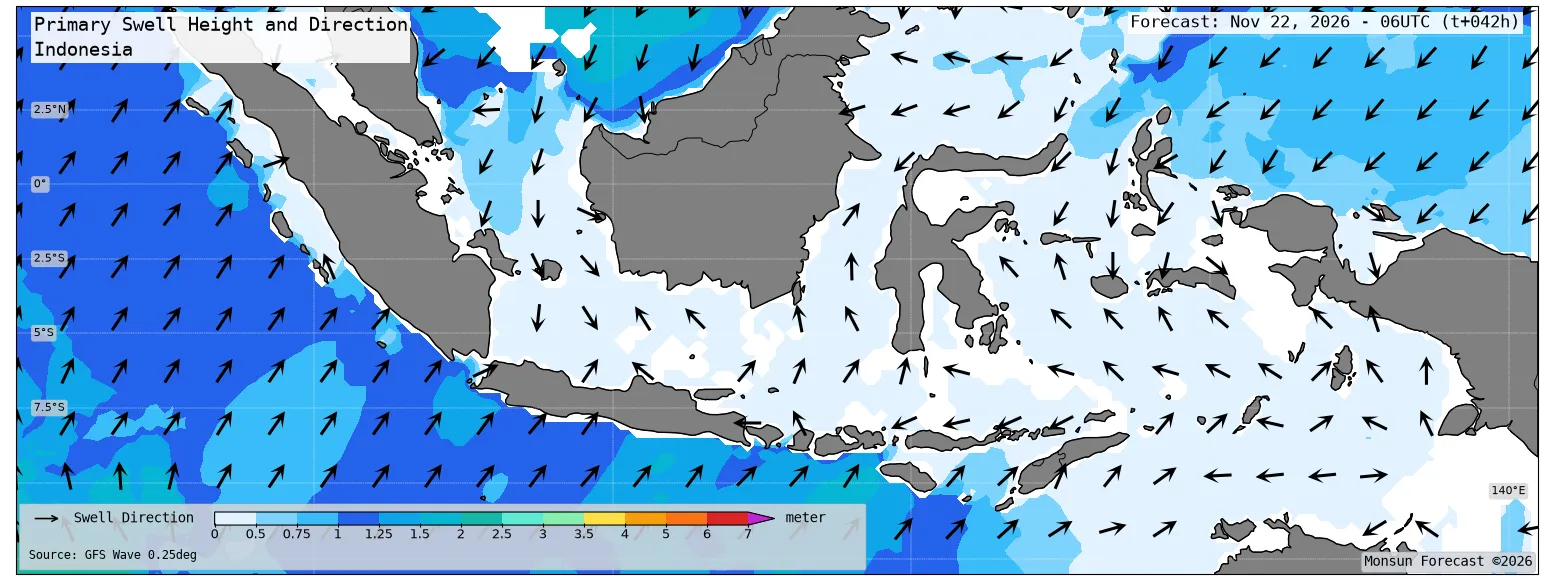 Primary Swell Height and Direction
Indonesia
Forecast: Nov 22, 2026 - 06UTC (t+042h)
2.5°N
0°
2.5°S
5°S
7.5°S
140°E
Swell Direction
meter
0 0.5 0.75 1 1.25 1.5 2 2.5 3 3.5 4 5 6 7
Source: GFS Wave 0.25deg
Monsun Forecast ©2026